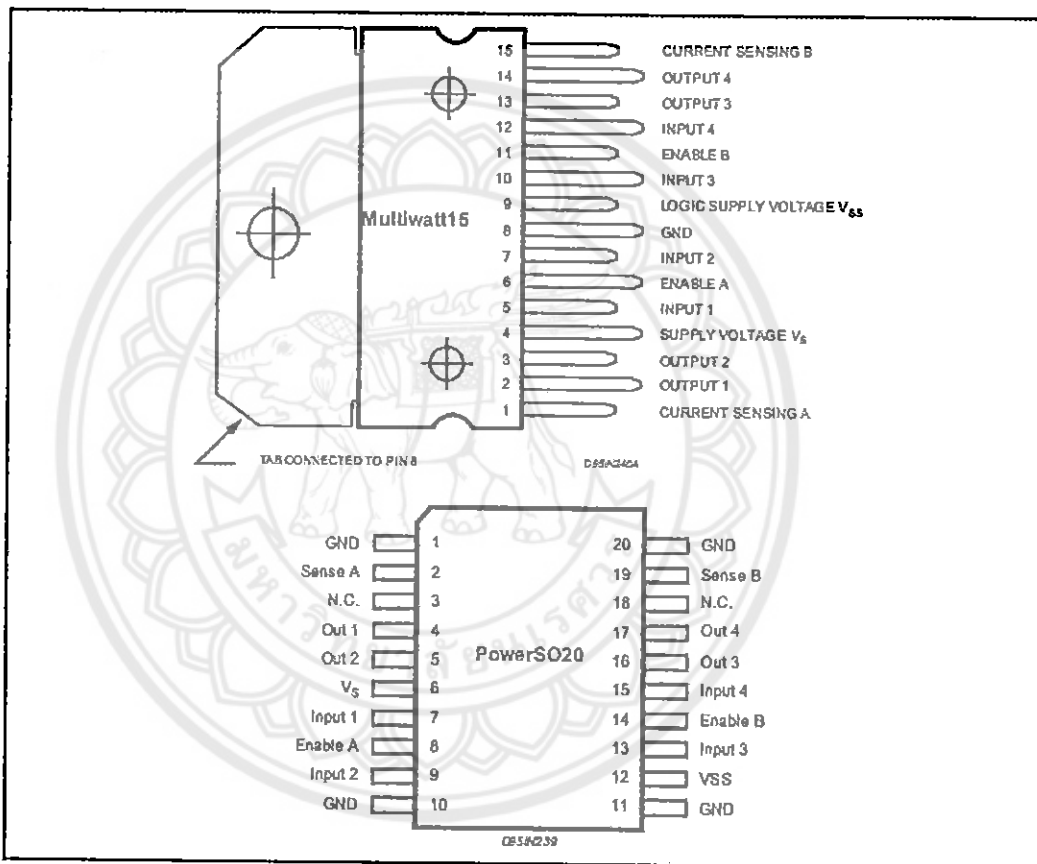 15 CURRENT SENSING B
14 OUTPUT 4
13 OUTPUT 3
12 INPUT 4
11 ENABLE B
10 INPUT 3
9 LOGIC SUPPLY VOLTAGE VSS
8 GND
7 INPUT 2
6 ENABLE A
5 INPUT 1
4 SUPPLY VOLTAGE VS
3 OUTPUT 2
2 OUTPUT 1
1 CURRENT SENSING A
Multiwatt15
TAB CONNECTED TO PIN 8
GND 1 20 GND
Sense A 2 19 Sense B
N.C. 3 18 N.C.
Out 1 4 17 Out 4
Out 2 5 16 Out 3
PowerSO20
VS 6 15 Input 4
Input 1 7 14 Enable B
Enable A 8 13 Input 3
Input 2 9 12 VSS
GND 10 11 GND
D95IN239